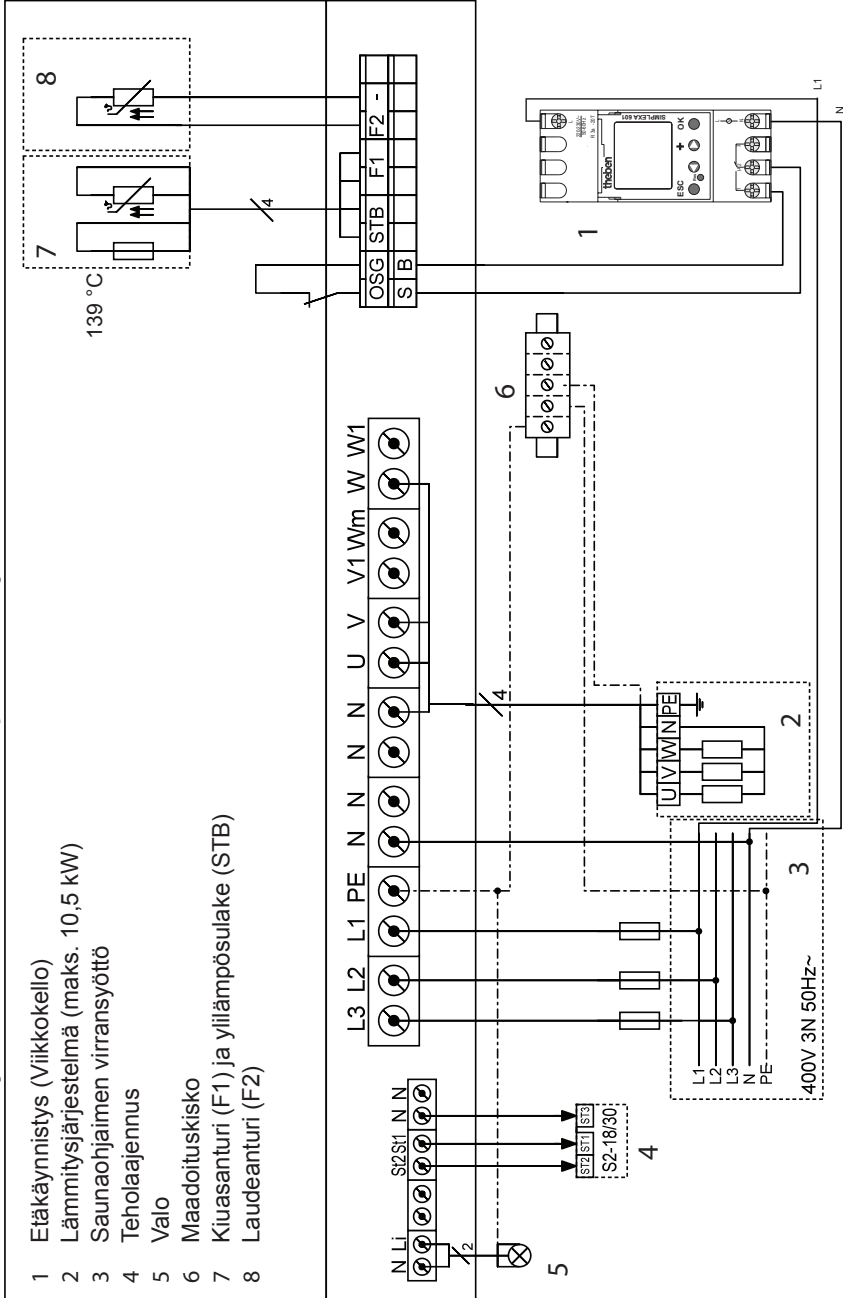 1 Etäkäynnistys (Viikkokello)
2 Lämmitysjärjestelmä (maks. 10,5 kW)
3 Saunaohjaimen virransyöttö
4 Teholaajennus
5 Valo
6 Maadoituskisko
7 Kiuasanturi (F1) ja ylilämpösulake (STB)
8 Laudeanturi (F2)
7
8
139 °C
N Li St2 St1 N N
L3 L2 L1 PE N N N N U V V1 Wm W W1
OSG STB F1 F2 -
S B
4
2
5
ST2 ST1 ST3
S2-18/30
4
4
6
U V W N PE
2
L1
L2
L3
N
PE
400V 3N 50Hz~
3
1
theben
SIMPLEXA 601
ESC
+
OK
L1
N